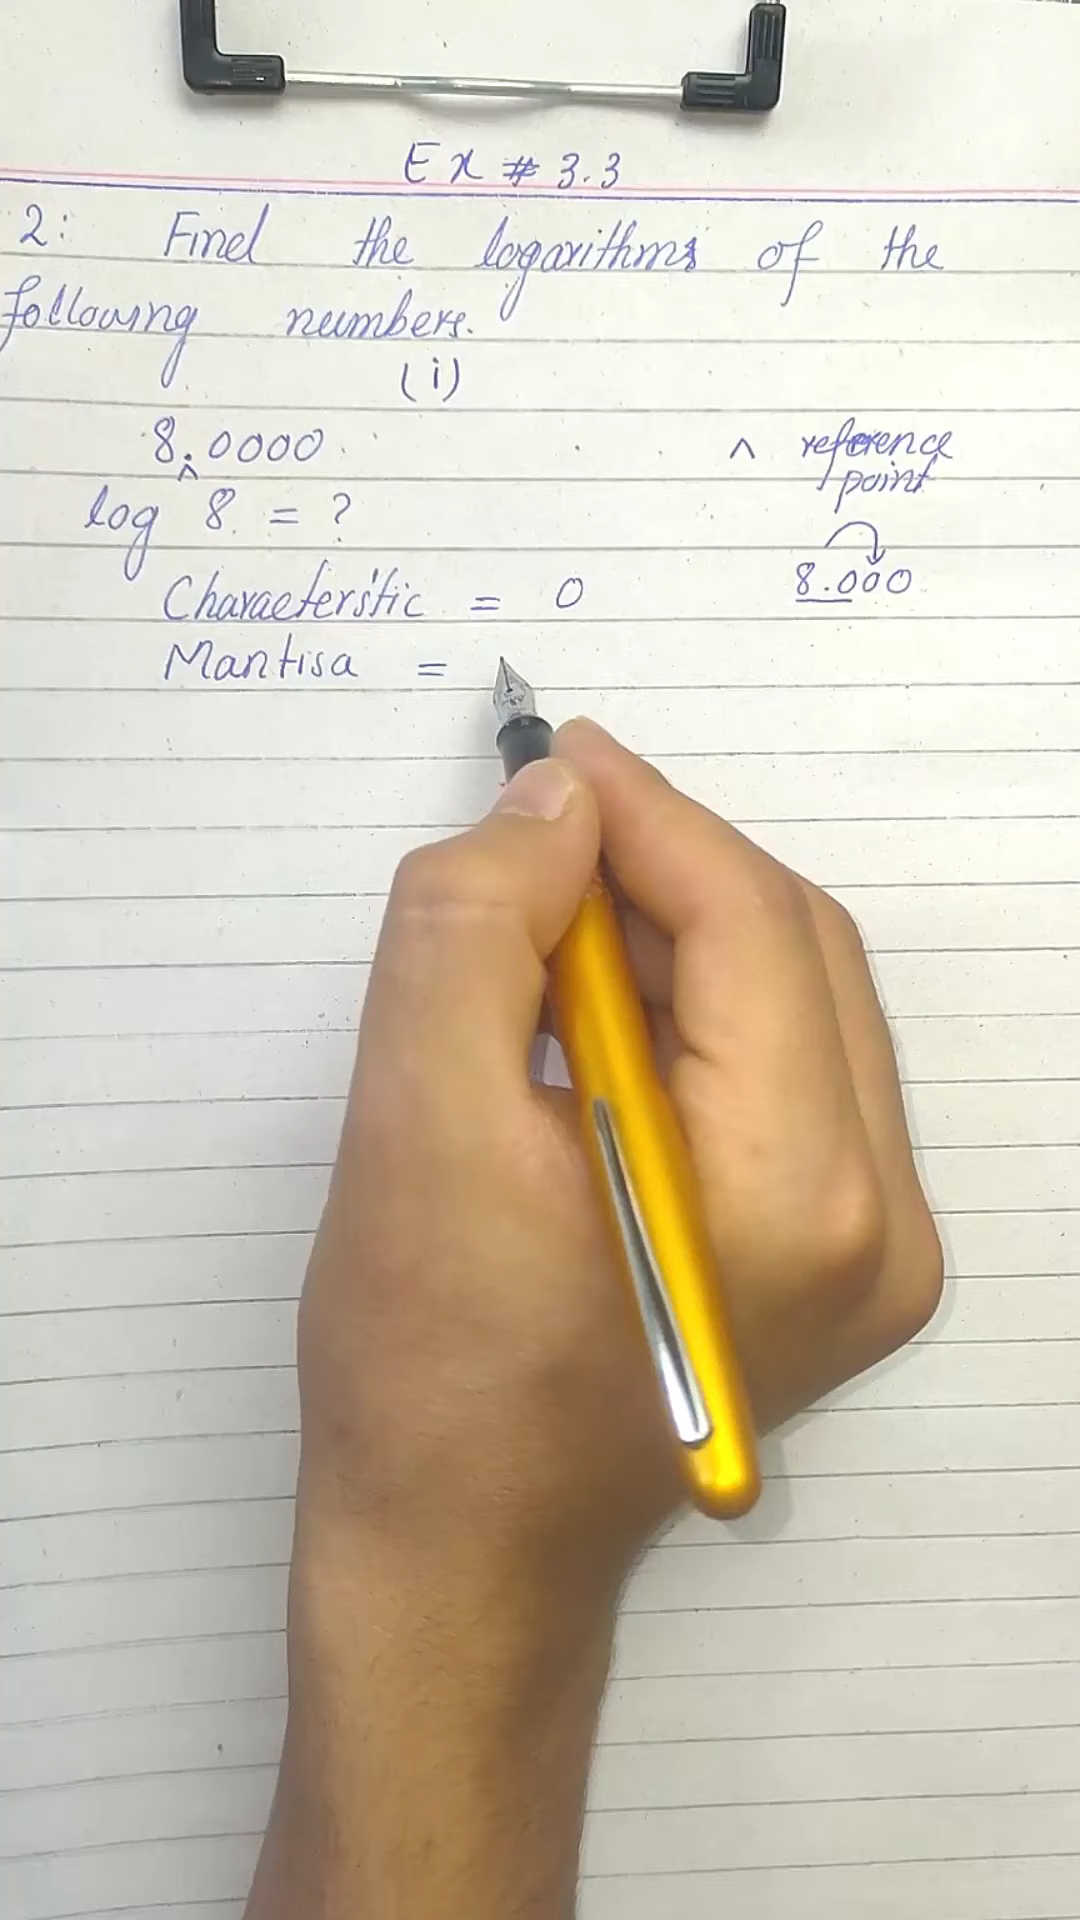 Ex # 3.3
2: Find the logarithms of the
following numbers.
(i)
8.0000
^
^ reference
point
log 8 = ?
8.000
Characteristic = 0
Mantisa =